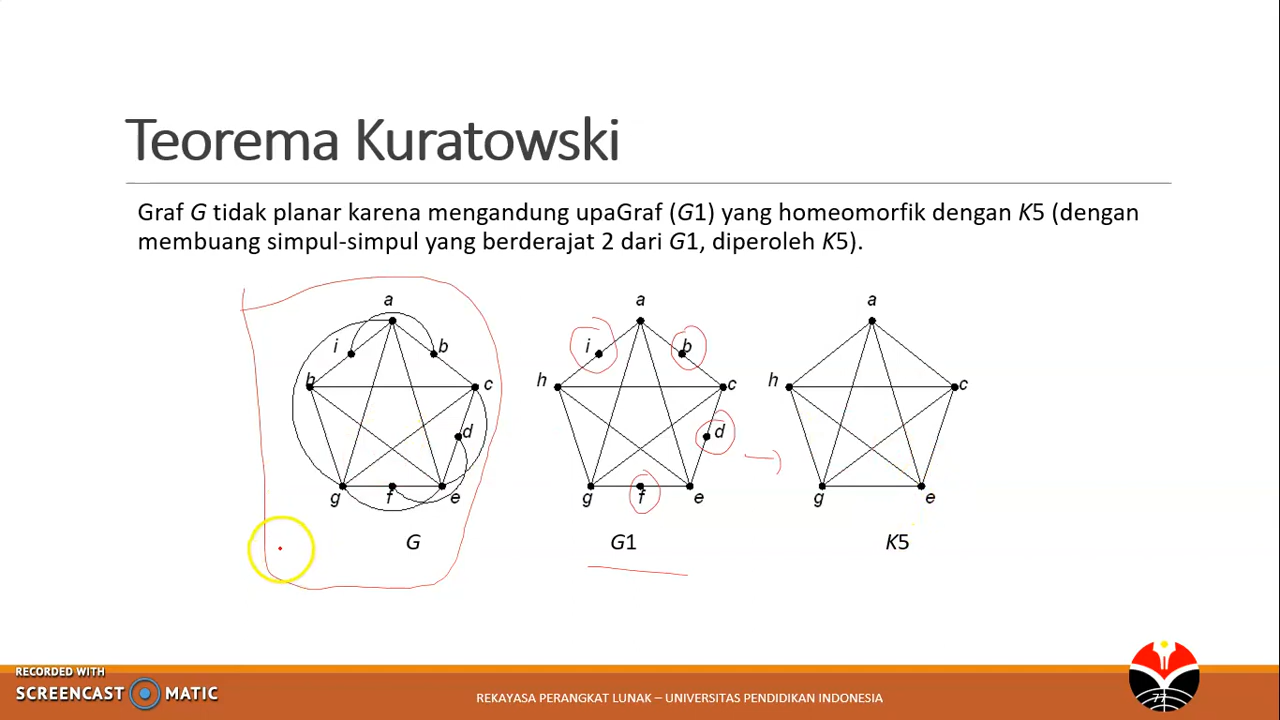 Teorema Kuratowski
Graf G tidak planar karena mengandung upaGraf (G1) yang homeomorfik dengan K5 (dengan
membuang simpul-simpul yang berderajat 2 dari G1, diperoleh K5).
a
i
b
h
c
d
g
f
e
G
a
i
b
h
c
d
g
f
e
G1
a
h
c
g
e
K5
RECORDED WITH
SCREENCAST MATIC
REKAYASA PERANGKAT LUNAK – UNIVERSITAS PENDIDIKAN INDONESIA
77